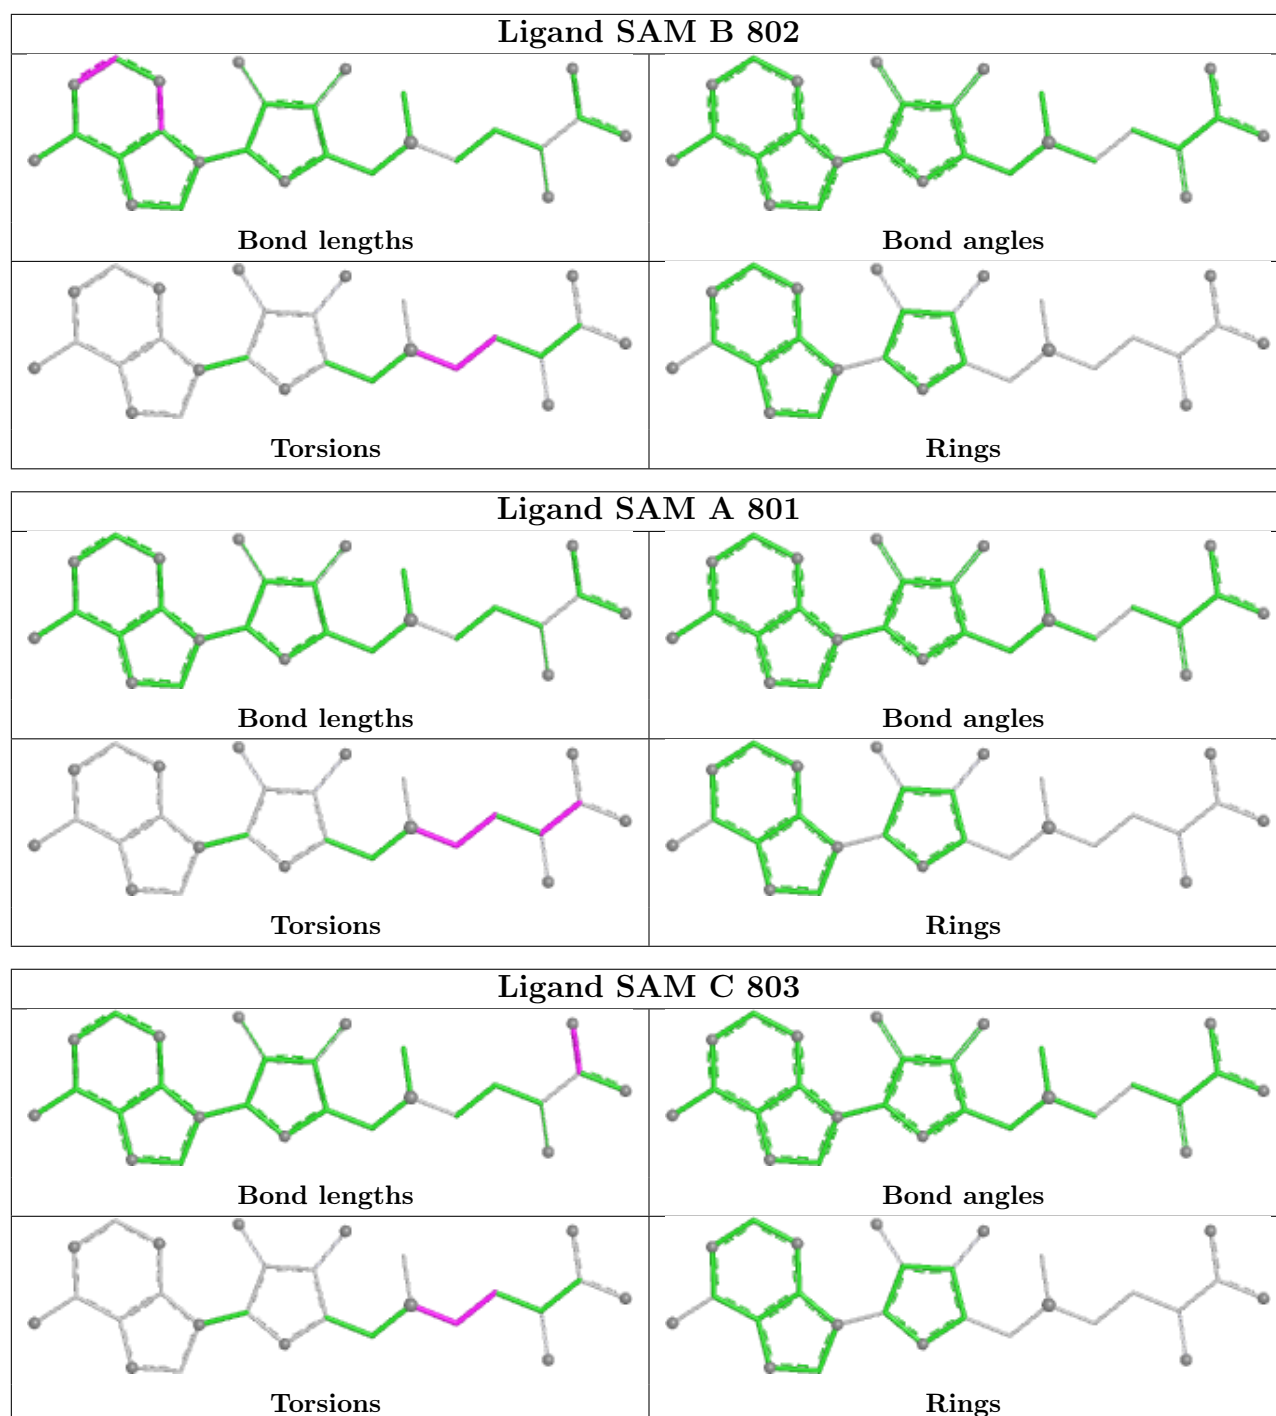 Ligand SAM B 802
Bond lengths
Bond angles
Torsions
Rings
Ligand SAM A 801
Bond lengths
Bond angles
Torsions
Rings
Ligand SAM C 803
Bond lengths
Bond angles
Torsions
Rings